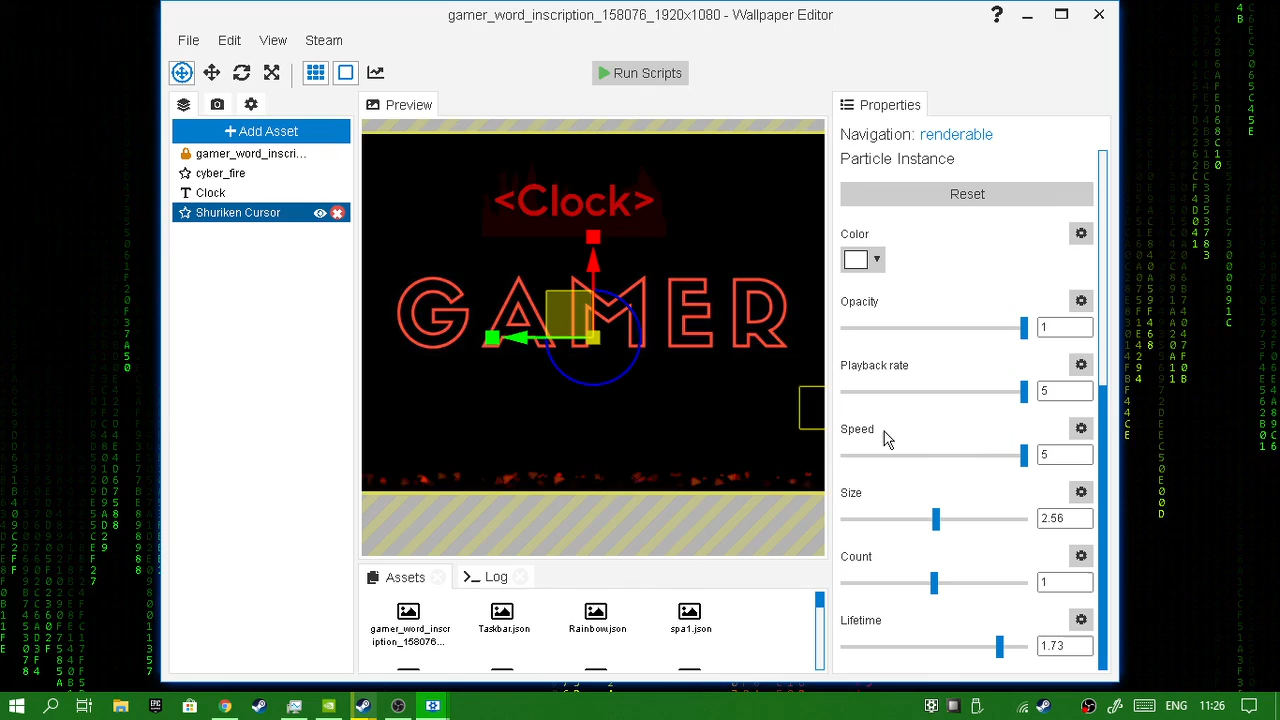 gamer_word_inscription_158076_1920x1080 - Wallpaper Editor
File Edit View Steam
Run Scripts
Preview
Properties
+ Add Asset
gamer_word_inscri...
cyber_fire
Clock
Shuriken Cursor
<Clock>
GAMER
Navigation: renderable
Particle Instance
Reset
Color
Opacity
1
Playback rate
5
Speed
5
Size
2.56
Count
1
Lifetime
1.73
Assets
Log
gamer_word_inscr
iption_158076...
Taskbar.json
Rainbow.json
spa1.json
ENG
11:26